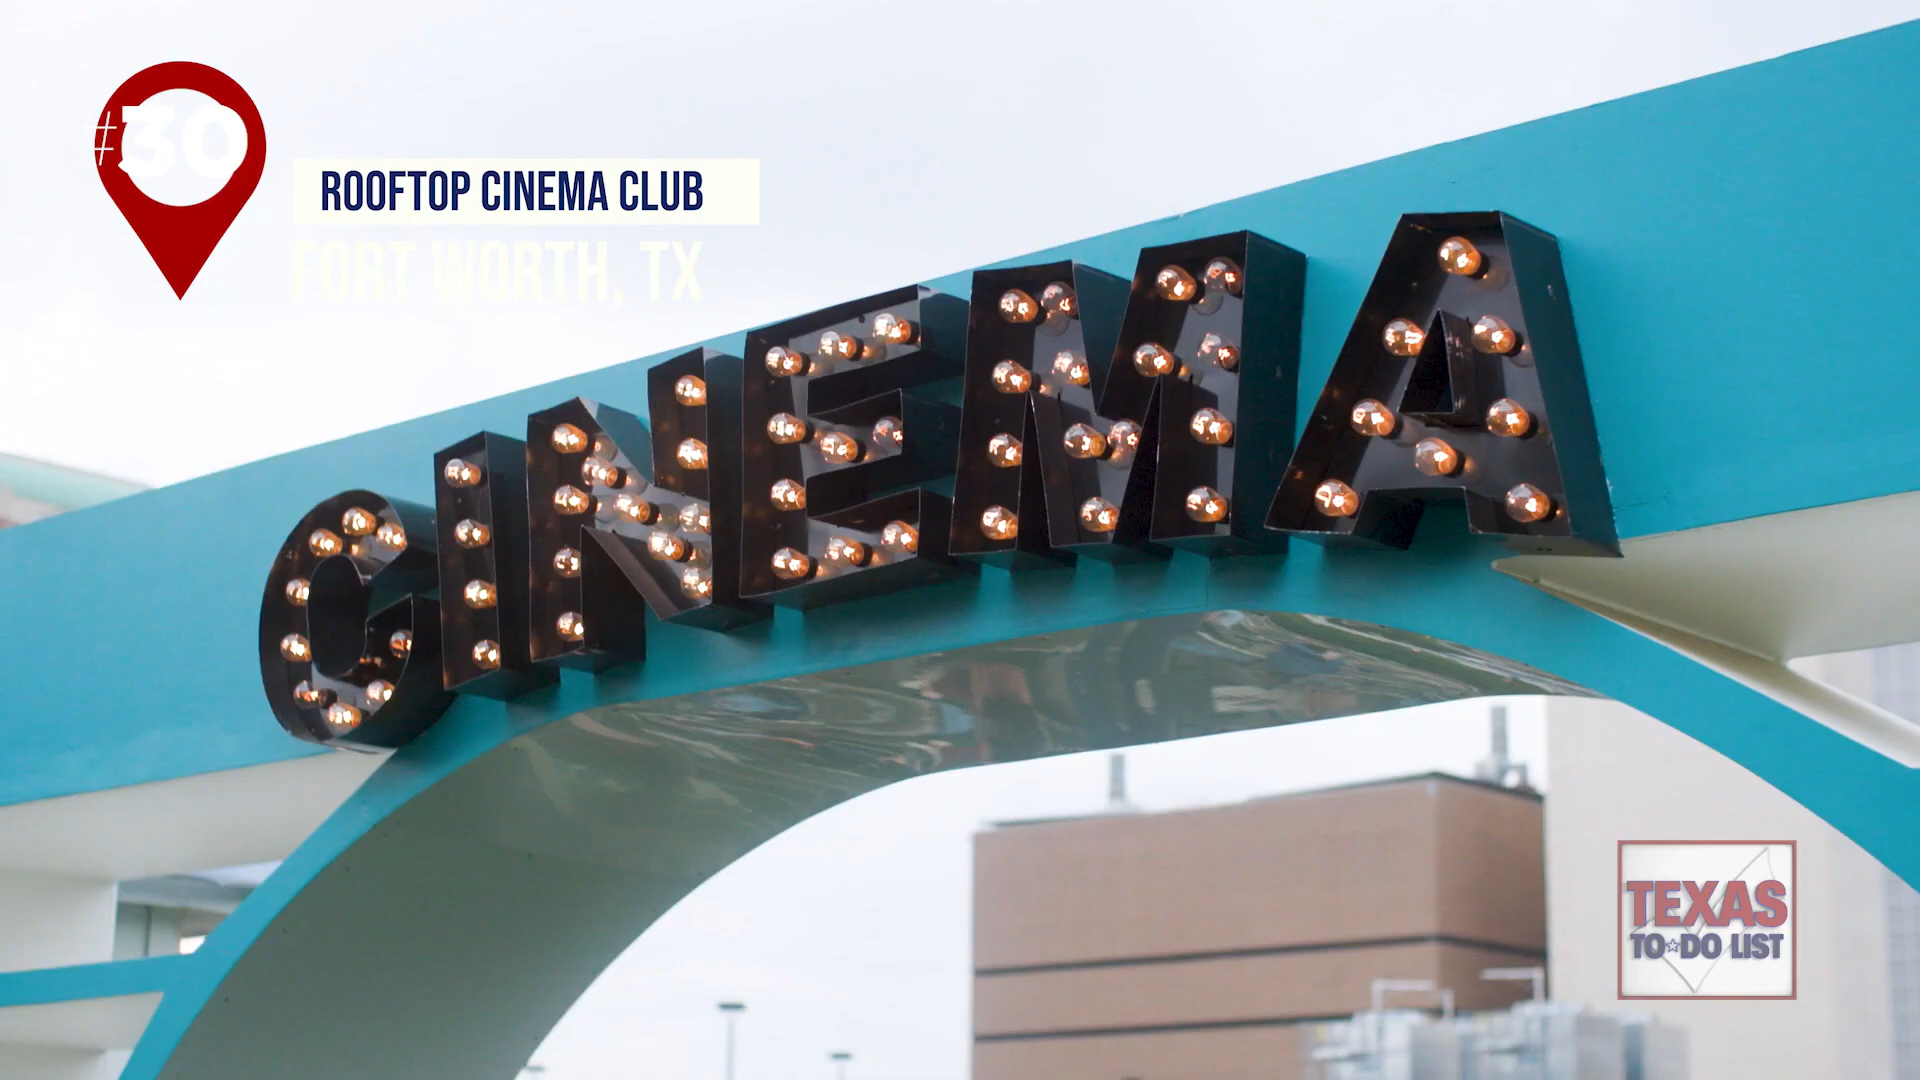 #30
ROOFTOP CINEMA CLUB
FORT WORTH, TX
CINEMA
TEXAS
TO☆DO LIST